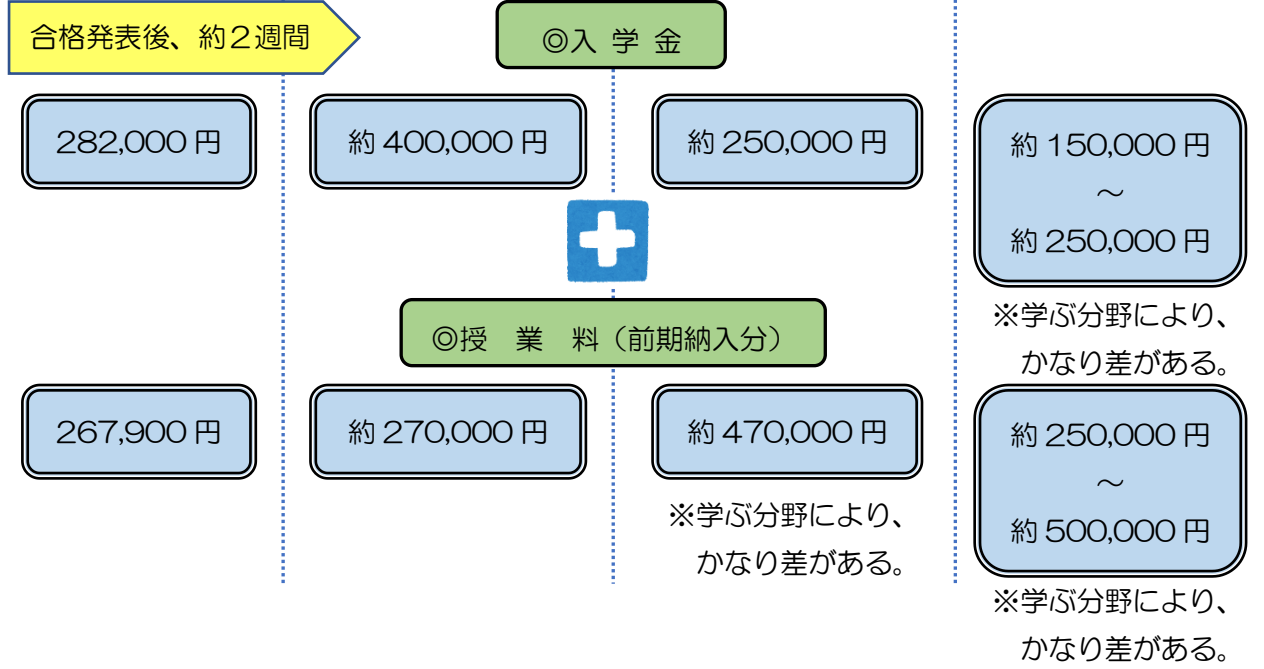 合格発表後、約２週間
◎入 学 金
282,000 円
約 400,000 円
約 250,000 円
約 150,000 円
～
約 250,000 円
※学ぶ分野により、
かなり差がある。
◎授　業　料（前期納入分）
267,900 円
約 270,000 円
約 470,000 円
※学ぶ分野により、
かなり差がある。
約 250,000 円
～
約 500,000 円
※学ぶ分野により、
かなり差がある。